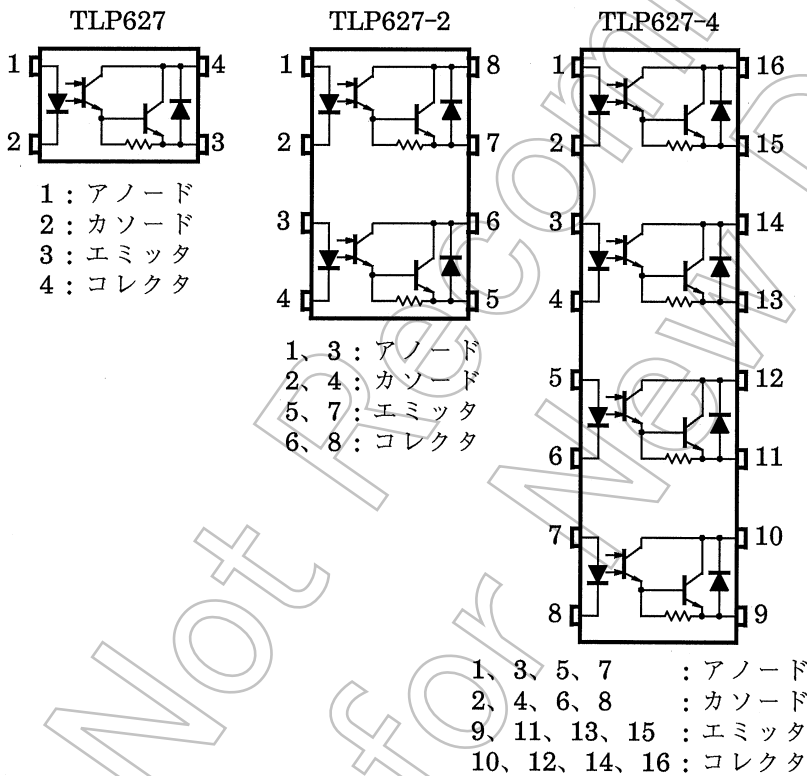 TLP627
1
4
2
3
1 : アノード
2 : カソード
3 : エミッタ
4 : コレクタ
TLP627-2
1
8
2
7
3
6
4
5
1、3 : アノード
2、4 : カソード
5、7 : エミッタ
6、8 : コレクタ
TLP627-4
1
16
2
15
3
14
4
13
5
12
6
11
7
10
8
9
1、3、5、7 : アノード
2、4、6、8 : カソード
9、11、13、15 : エミッタ
10、12、14、16 : コレクタ
Not Recom
for New D